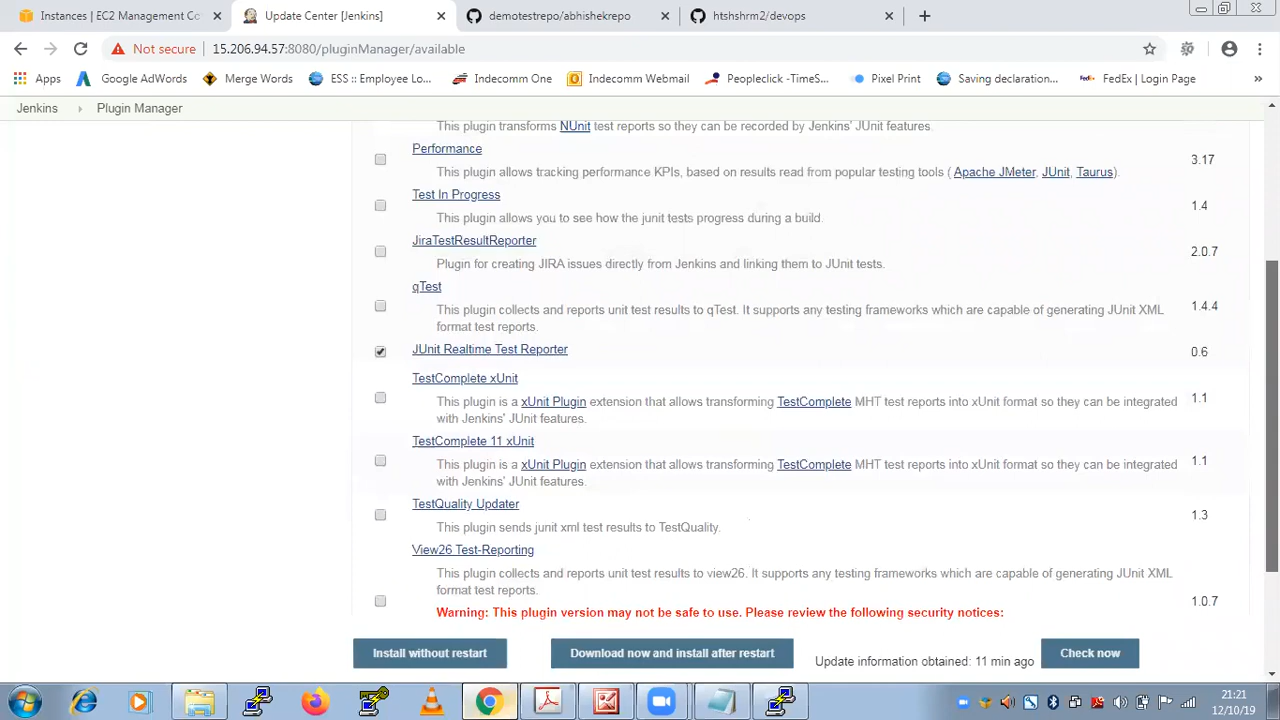 Instances | EC2 Management Co
Update Center [Jenkins]
demotestrepo/abhishekrepo
htshshrm2/devops
Not secure
15.206.94.57:8080/pluginManager/available
Apps
Google AdWords
Merge Words
ESS :: Employee Lo...
Indecomm One
Indecomm Webmail
Peopleclick -TimeS...
Pixel Print
Saving declaration...
FedEx | Login Page
»
Jenkins
Plugin Manager
This plugin transforms NUnit test reports so they can be recorded by Jenkins' JUnit features.
Performance
This plugin allows tracking performance KPIs, based on results read from popular testing tools ( Apache JMeter, JUnit, Taurus).
3.17
Test In Progress
This plugin allows you to see how the junit tests progress during a build.
1.4
JiraTestResultReporter
Plugin for creating JIRA issues directly from Jenkins and linking them to JUnit tests.
2.0.7
qTest
This plugin collects and reports unit test results to qTest. It supports any testing frameworks which are capable of generating JUnit XML
format test reports.
1.4.4
JUnit Realtime Test Reporter
0.6
TestComplete xUnit
This plugin is a xUnit Plugin extension that allows transforming TestComplete MHT test reports into xUnit format so they can be integrated
with Jenkins' JUnit features.
1.1
TestComplete 11 xUnit
This plugin is a xUnit Plugin extension that allows transforming TestComplete MHT test reports into xUnit format so they can be integrated
with Jenkins' JUnit features.
1.1
TestQuality Updater
This plugin sends junit xml test results to TestQuality.
1.3
View26 Test-Reporting
This plugin collects and reports unit test results to view26. It supports any testing frameworks which are capable of generating JUnit XML
format test reports.
Warning: This plugin version may not be safe to use. Please review the following security notices:
1.0.7
Install without restart
Download now and install after restart
Update information obtained: 11 min ago
Check now
21:21
12/10/19